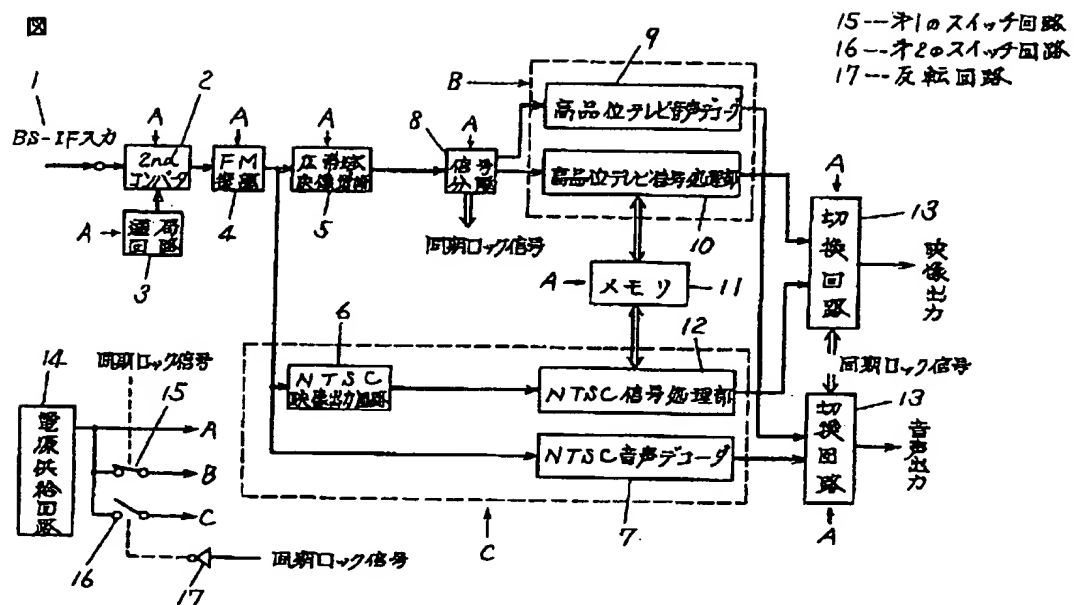 図
15---才1のスイッチ回路
16---才2のスイッチ回路
17---反転回路
1
BS-IF入力
A
2
2nd
コンバータ
A
選局
回路
3
A
FM
復調
4
A
広帯域
映像増幅
5
8
A
信号
分離
同期ロック信号
B
9
高品位テレビ音声デコーダ
高品位テレビ信号処理部
10
A
メモリ
11
A
切換回路
13
映像出力
同期ロック信号
切換回路
13
音声出力
A
6
NTSC
映像出力回路
12
NTSC信号処理部
NTSC音声デコーダ
7
C
14
電源供給回路
同期ロック信号
15
A
B
C
16
17
同期ロック信号